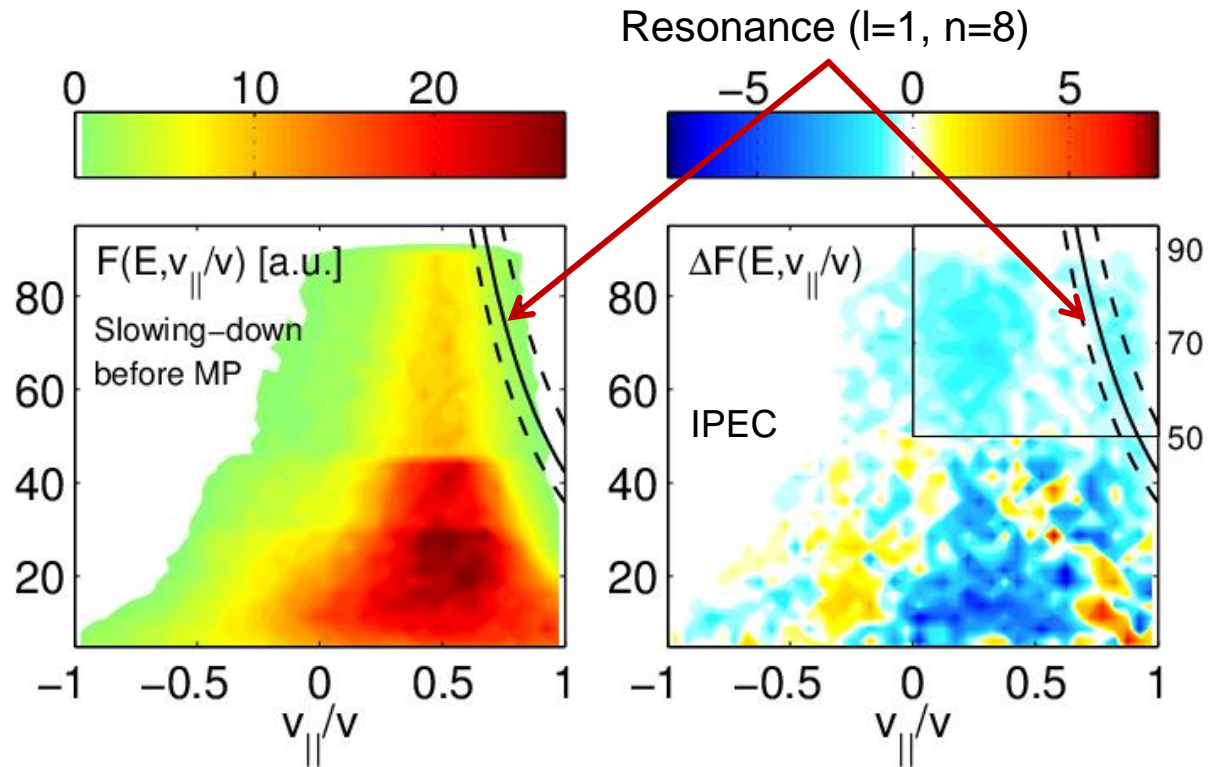 Resonance (l=1, n=8)
0 10 20
−5 0 5
F(E,v||/v) [a.u.]
Slowing−down
before MP
80
60
40
20
−1 −0.5 0 0.5 1
v||/v
ΔF(E,v||/v)
IPEC
80
60
40
20
90
70
50
−1 −0.5 0 0.5 1
v||/v